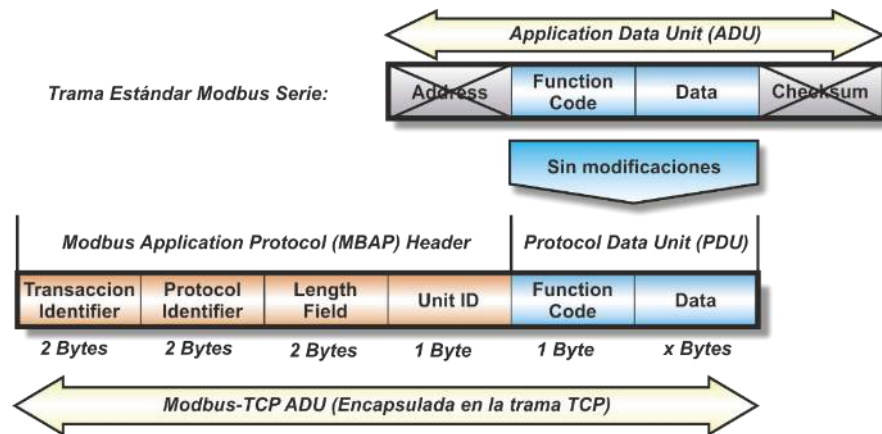 Application Data Unit (ADU)
Trama Estándar Modbus Serie:
Address
Function
Code
Data
Checksum
Sin modificaciones
Modbus Application Protocol (MBAP) Header
Protocol Data Unit (PDU)
Transaccion
Identifier
Protocol
Identifier
Length
Field
Unit ID
Function
Code
Data
2 Bytes
2 Bytes
2 Bytes
1 Byte
1 Byte
x Bytes
Modbus-TCP ADU (Encapsulada en la trama TCP)